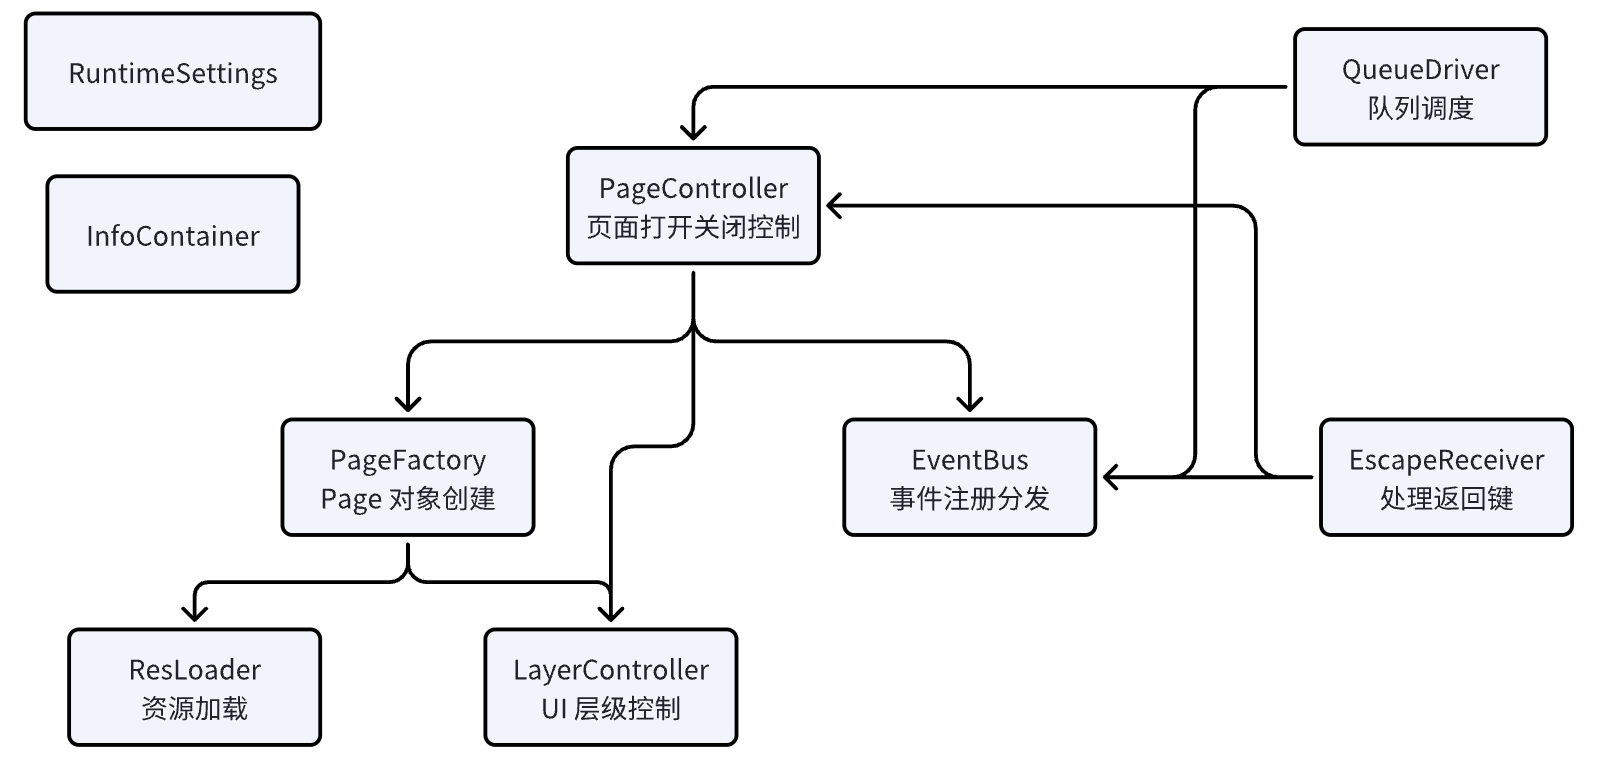 RuntimeSettings
QueueDriver
队列调度
PageController
页面打开关闭控制
InfoContainer
PageFactory
Page 对象创建
EventBus
事件注册分发
EscapeReceiver
处理返回键
ResLoader
资源加载
LayerController
UI 层级控制